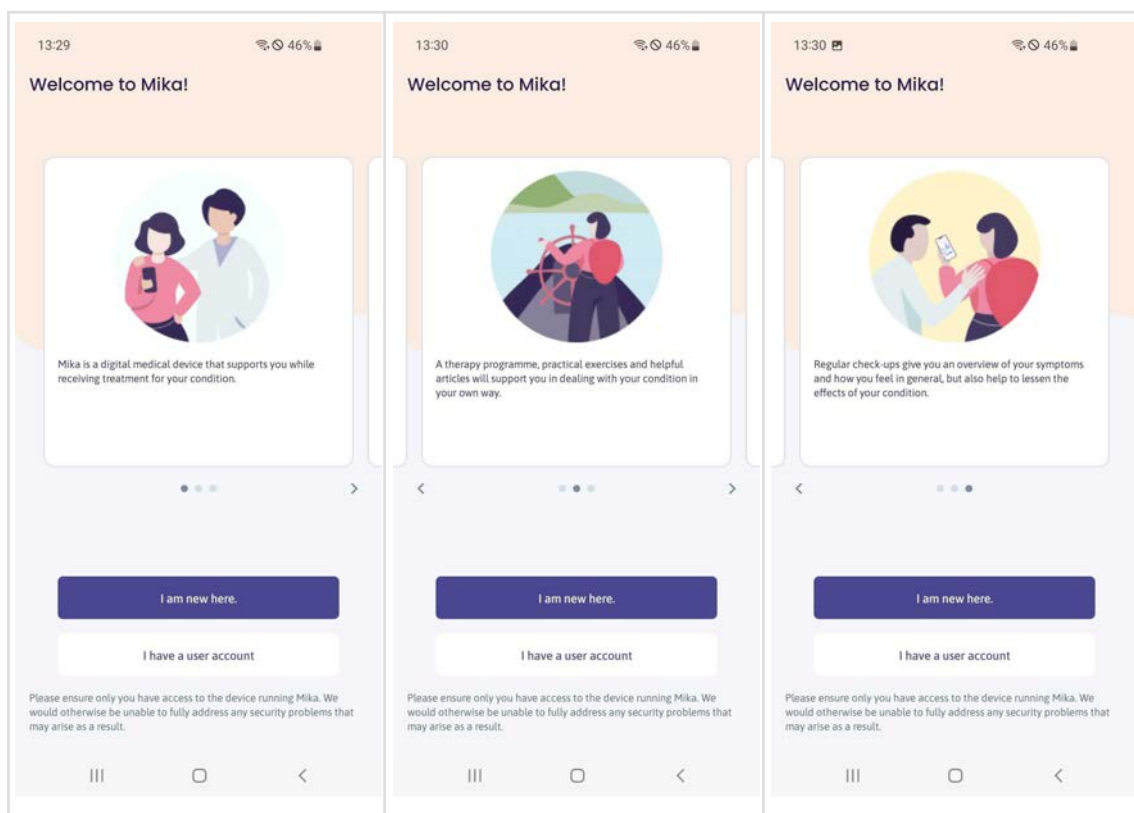 13:29
46%
Welcome to Mika!
Mika is a digital medical device that supports you while
receiving treatment for your condition.
I am new here.
I have a user account
Please ensure only you have access to the device running Mika. We
would otherwise be unable to fully address any security problems that
may arise as a result.
13:30
46%
Welcome to Mika!
A therapy programme, practical exercises and helpful
articles will support you in dealing with your condition in
your own way.
I am new here.
I have a user account
Please ensure only you have access to the device running Mika. We
would otherwise be unable to fully address any security problems that
may arise as a result.
13:30
46%
Welcome to Mika!
Regular check-ups give you an overview of your symptoms
and how you feel in general, but also help to lessen the
effects of your condition.
I am new here.
I have a user account
Please ensure only you have access to the device running Mika. We
would otherwise be unable to fully address any security problems that
may arise as a result.